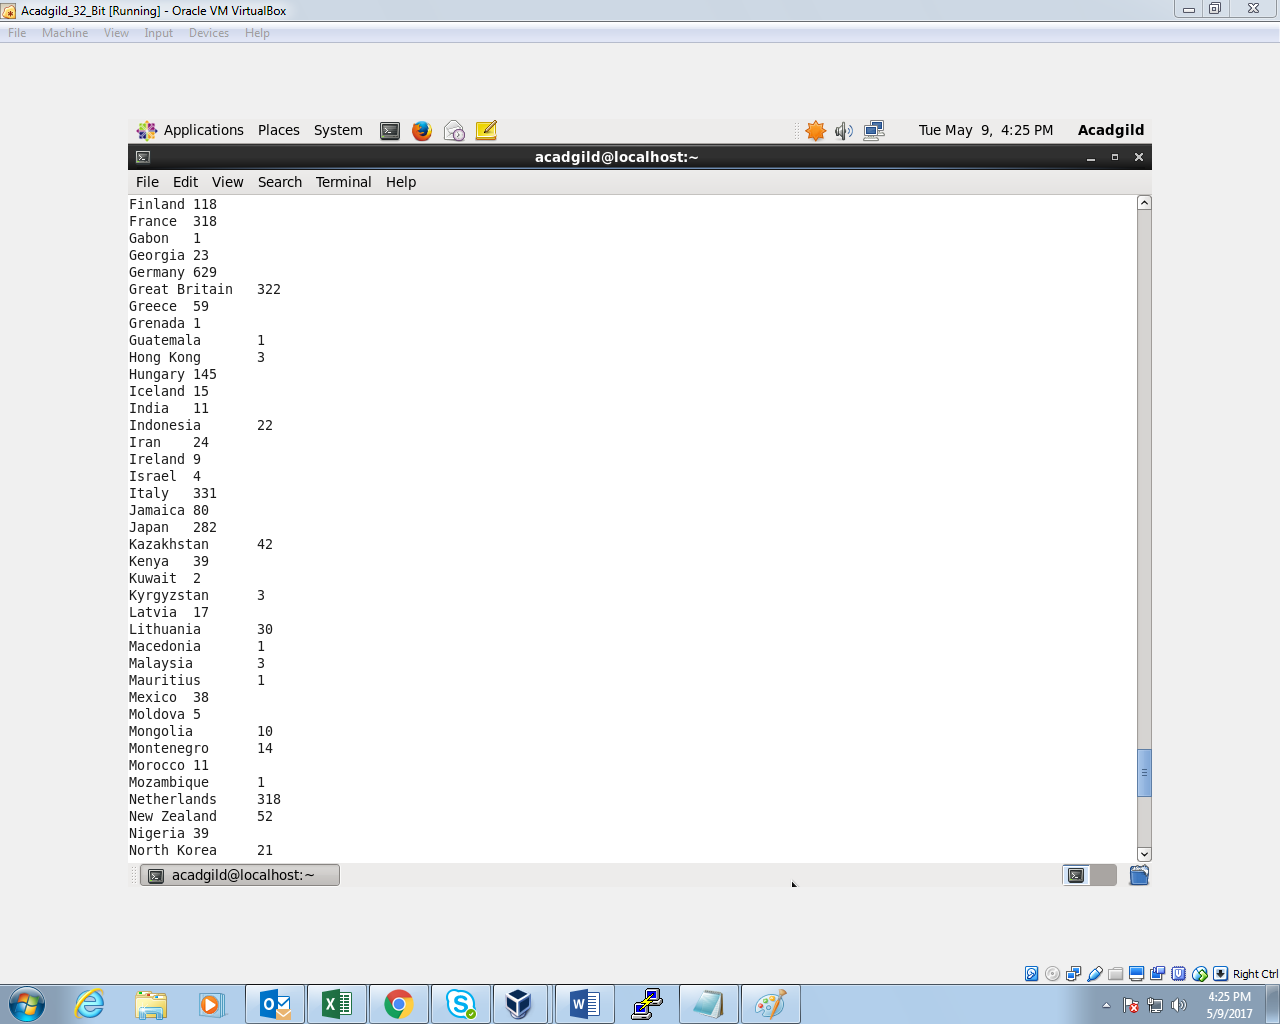 Acadgild_32_Bit [Running] - Oracle VM VirtualBox
File Machine View Input Devices Help
Applications Places System Tue May 9, 4:25 PM Acadgild
acadgild@localhost:~
File Edit View Search Terminal Help
Finland 118
France 318
Gabon 1
Georgia 23
Germany 629
Great Britain 322
Greece 59
Grenada 1
Guatemala 1
Hong Kong 3
Hungary 145
Iceland 15
India 11
Indonesia 22
Iran 24
Ireland 9
Israel 4
Italy 331
Jamaica 80
Japan 282
Kazakhstan 42
Kenya 39
Kuwait 2
Kyrgyzstan 3
Latvia 17
Lithuania 30
Macedonia 1
Malaysia 3
Mauritius 1
Mexico 38
Moldova 5
Mongolia 10
Montenegro 14
Morocco 11
Mozambique 1
Netherlands 318
New Zealand 52
Nigeria 39
North Korea 21
acadgild@localhost:~
Right Ctrl
4:25 PM
5/9/2017